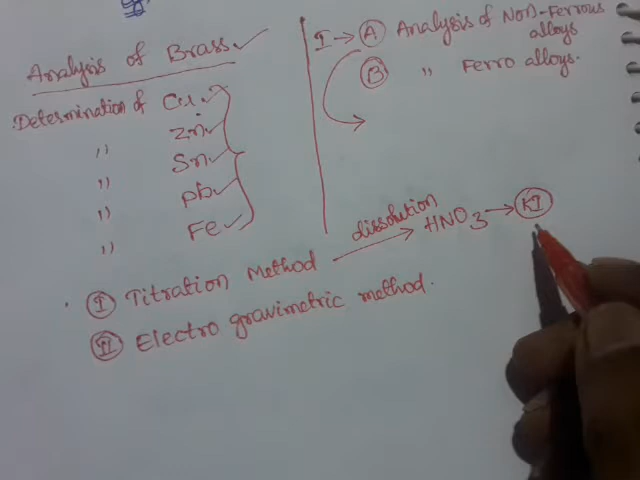 Analysis of Brass ✓
Determination of Cu ✓
" Zn ✓
" Sn ✓
" Pb ✓
" Fe ✓
I → A Analysis of Non-Ferrous alloys
B " Ferro alloys.
I Titration Method → dissolution HNO3 → KI
II Electro gravimetric method.